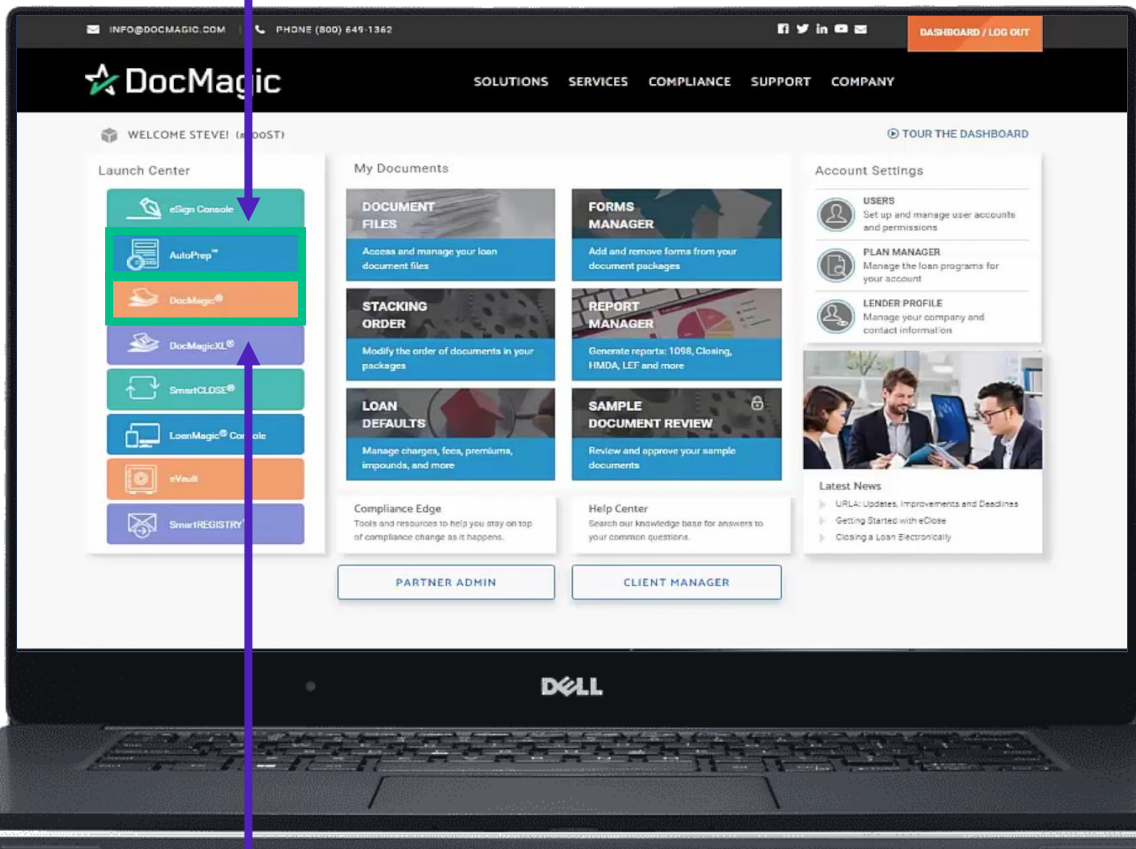 INFO@DOCMAGIC.COM | PHONE (800) 649-1362
DASHBOARD / LOG OUT
DocMagic
SOLUTIONS SERVICES COMPLIANCE SUPPORT COMPANY
WELCOME STEVE!
TOUR THE DASHBOARD
Launch Center
eSign Console
AutoPrep™
DocMagic®
DocMagicXL®
SmartCLOSE®
LoanMagic® Console
eVault
SmartREGISTRY
My Documents
DOCUMENT
FILES
Access and manage your loan
document files
FORMS
MANAGER
Add and remove forms from your
document packages
STACKING
ORDER
Modify the order of documents in your
packages
REPORT
MANAGER
Generate reports: 1098, Closing,
HMDA, LEF and more
LOAN
DEFAULTS
Manage charges, fees, premiums,
impounds, and more
SAMPLE
DOCUMENT REVIEW
Review and approve your sample
documents
Compliance Edge
Tools and resources to help you stay on top
of compliance change as it happens.
Help Center
Search our knowledge base for answers to
your common questions.
PARTNER ADMIN
CLIENT MANAGER
Account Settings
USERS
Set up and manage user accounts
and permissions
PLAN MANAGER
Manage the loan programs for
your account
LENDER PROFILE
Manage your company and
contact information
Latest News
URLA: Updates, Improvements and Deadlines
Getting Started with eClose
Closing a Loan Electronically
DELL